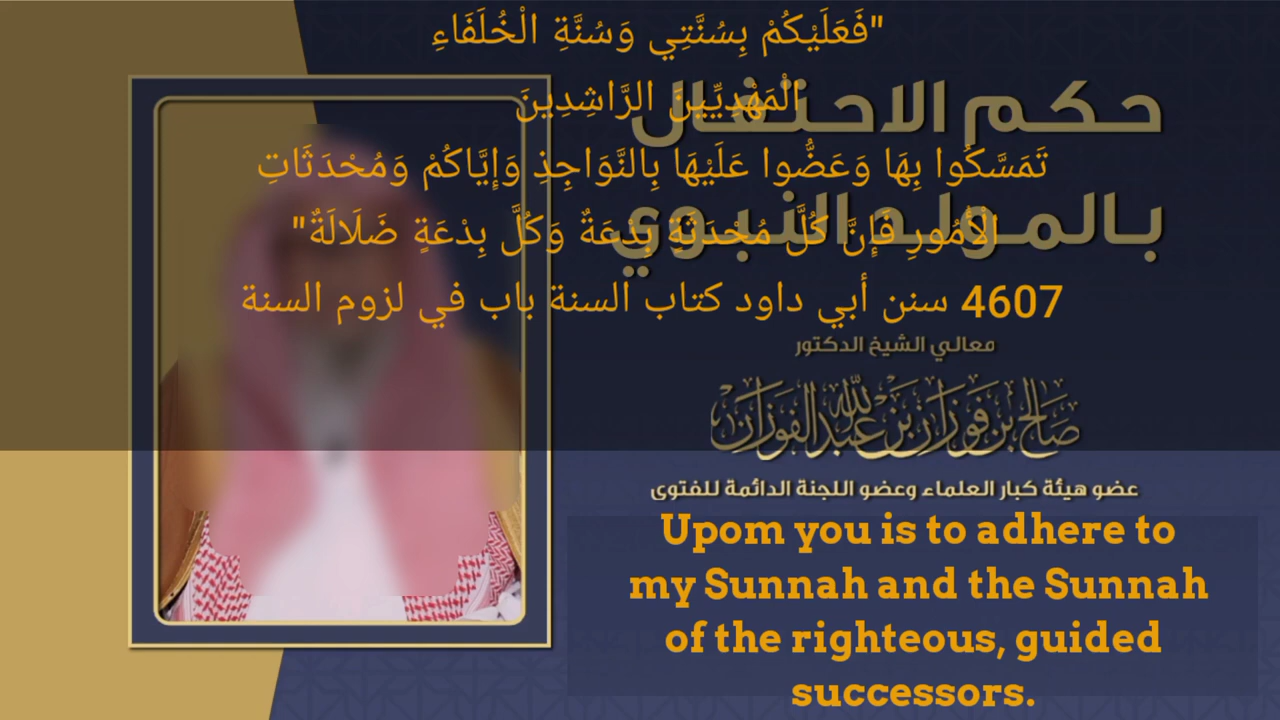 "فَعَلَيْكُمْ بِسُنَّتِي وَسُنَّةِ الْخُلَفَاءِ
الْمَهْدِيِّينَ الرَّاشِدِينَ
تَمَسَّكُوا بِهَا وَعَضُّوا عَلَيْهَا بِالنَّوَاجِذِ وَإِيَّاكُمْ وَمُحْدَثَاتِ
الْأُمُورِ فَإِنَّ كُلَّ مُحْدَثَةٍ بِدْعَةٌ وَكُلَّ بِدْعَةٍ ضَلَالَةٌ"
4607 سنن أبي داود كتاب السنة باب في لزوم السنة
حكم الاحتفال
بالمولد النبوي
معالي الشيخ الدكتور
صالح بن فوزان بن عبدالله الفوزان
عضو هيئة كبار العلماء وعضو اللجنة الدائمة للفتوى
Upom you is to adhere to
my Sunnah and the Sunnah
of the righteous, guided
successors.